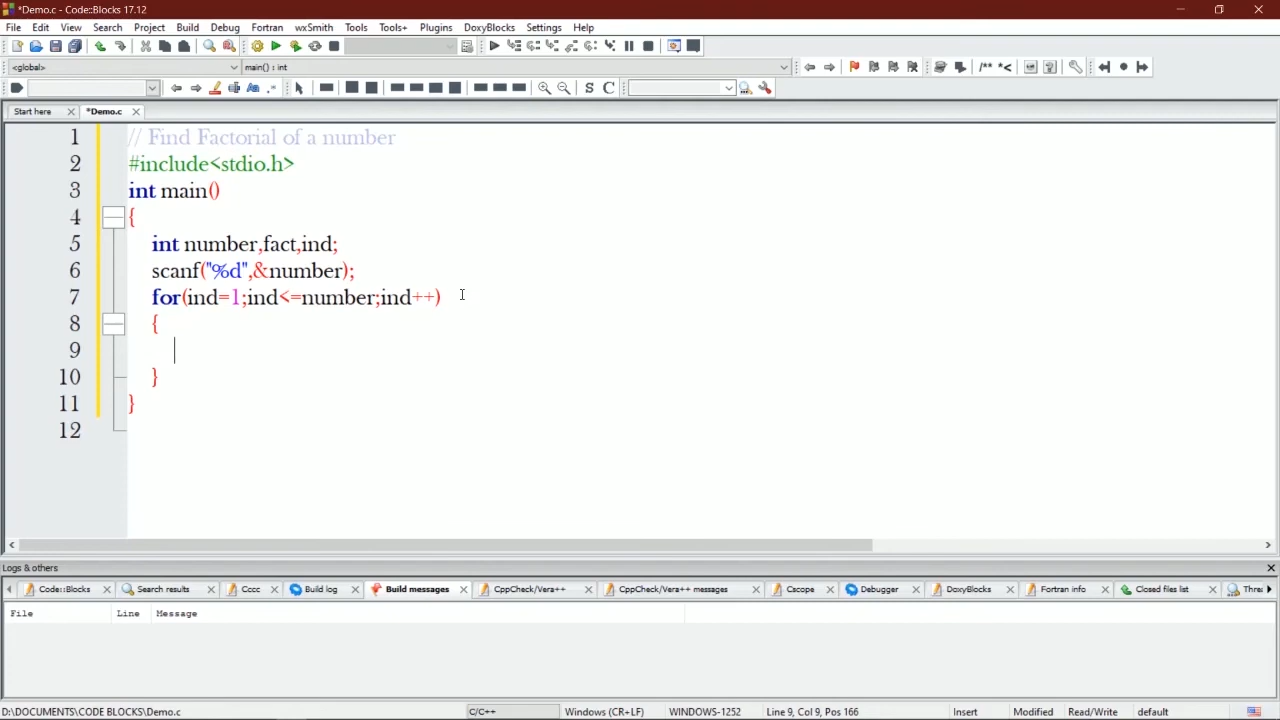 *Demo.c - Code::Blocks 17.12
File Edit View Search Project Build Debug Fortran wxSmith Tools Tools+ Plugins DoxyBlocks Settings Help
<global> main() : int
/** *<
S C
Start here *Demo.c
1 // Find Factorial of a number
2 #include<stdio.h>
3 int main()
4 {
5 int number,fact,ind;
6 scanf("%d",&number);
7 for(ind=1;ind<=number;ind++)
8 {
9
10 }
11 }
12
Logs & others
Code::Blocks Search results Cccc Build log Build messages CppCheck/Vera++ CppCheck/Vera++ messages Cscope Debugger DoxyBlocks Fortran info Closed files list Thre
File Line Message
D:\DOCUMENTS\CODE BLOCKS\Demo.c C/C++ Windows (CR+LF) WINDOWS-1252 Line 9, Col 9, Pos 166 Insert Modified Read/Write default